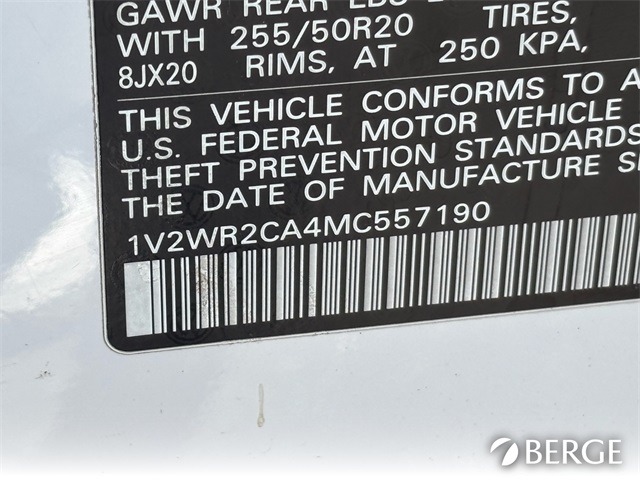 GAWR REAR LBS
WITH 255/50R20 TIRES,
8JX20 RIMS, AT 250 KPA,
THIS VEHICLE CONFORMS TO A
U.S. FEDERAL MOTOR VEHICLE
THEFT PREVENTION STANDARDS
THE DATE OF MANUFACTURE S
1V2WR2CA4MC557190
BERGE